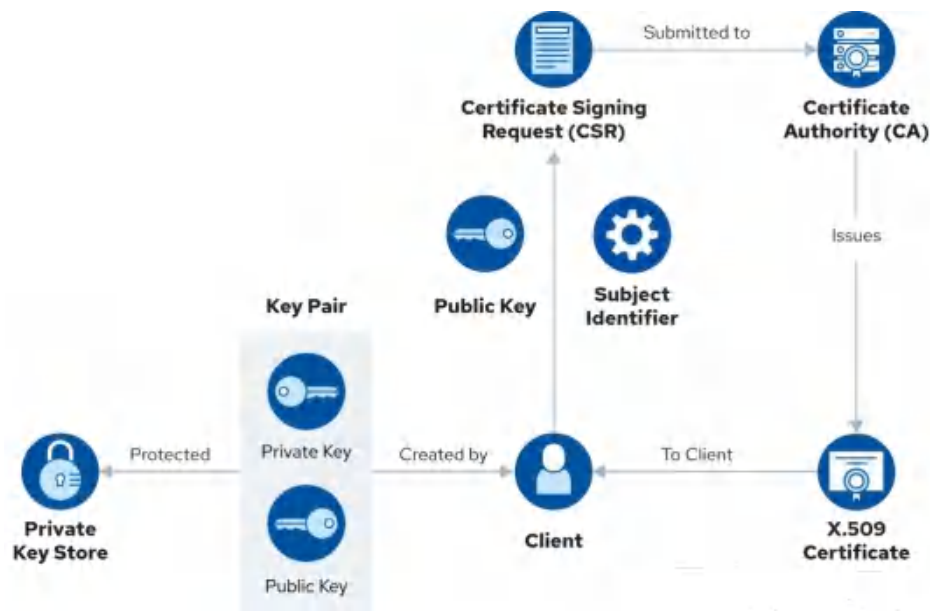 Submitted to
Certificate Signing
Request (CSR)
Certificate
Authority (CA)
Issues
Public Key
Subject
Identifier
Key Pair
Private Key
Public Key
Protected
Created by
To Client
Private
Key Store
Client
X.509
Certificate